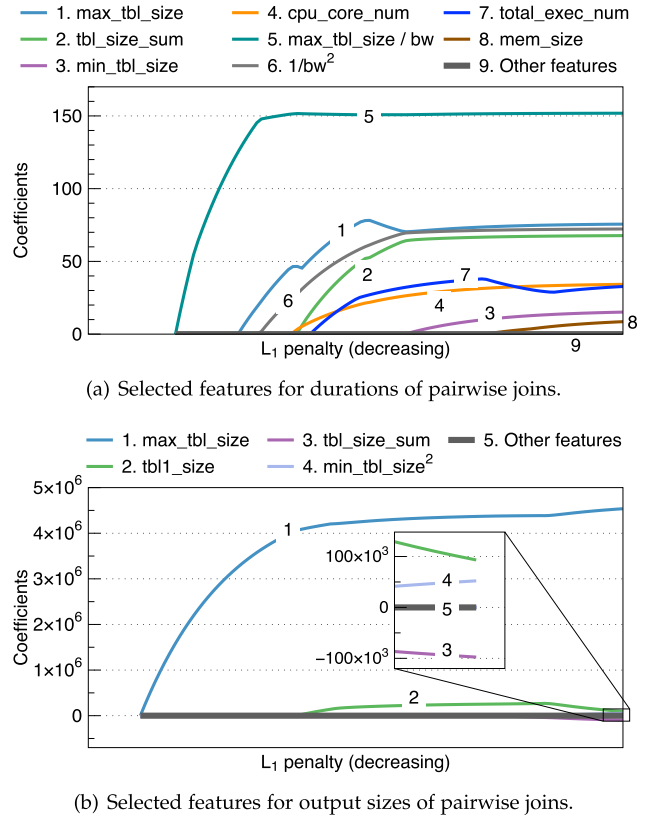 1. max_tbl_size 4. cpu_core_num 7. total_exec_num
2. tbl_size_sum 5. max_tbl_size / bw 8. mem_size
3. min_tbl_size 6. 1/bw² 9. Other features
150
100
50
0
Coefficients
5
1
6
2
7
4
3
8
9
L₁ penalty (decreasing)
(a) Selected features for durations of pairwise joins.
1. max_tbl_size 3. tbl_size_sum 5. Other features
2. tbl1_size 4. min_tbl_size²
5×10⁶
4×10⁶
3×10⁶
2×10⁶
1×10⁶
0
Coefficients
1
100×10³
0
−100×10³
4
5
3
2
L₁ penalty (decreasing)
(b) Selected features for output sizes of pairwise joins.